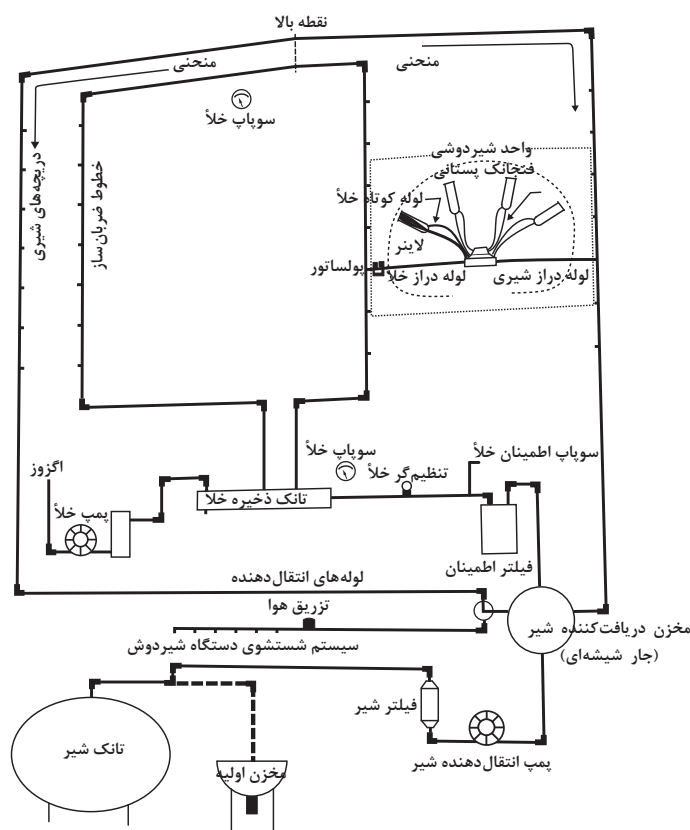 نقطه بالا
منحنی
منحنی
سوپاپ خلأ
دریچه‌های شیری
خطوط ضربان‌ساز
واحد شیردوشی
فتجانک پستانی
لوله کوتاه خلأ
لاینر
پولساتور
لوله دراز خلأ
لوله دراز شیری
سوپاپ خلأ
تنظیم‌گر خلأ
سوپاپ اطمینان خلأ
اگزوز
پمپ خلأ
تانک ذخیره خلا
فیلتر اطمینان
لوله‌های انتقال‌دهنده
تزریق هوا
سیستم شستشوی دستگاه شیردوش
مخزن دریافت‌کننده شیر
(جار شیشه‌ای)
فیلتر شیر
تانک شیر
مخزن اولیه
پمپ انتقال‌دهنده شیر